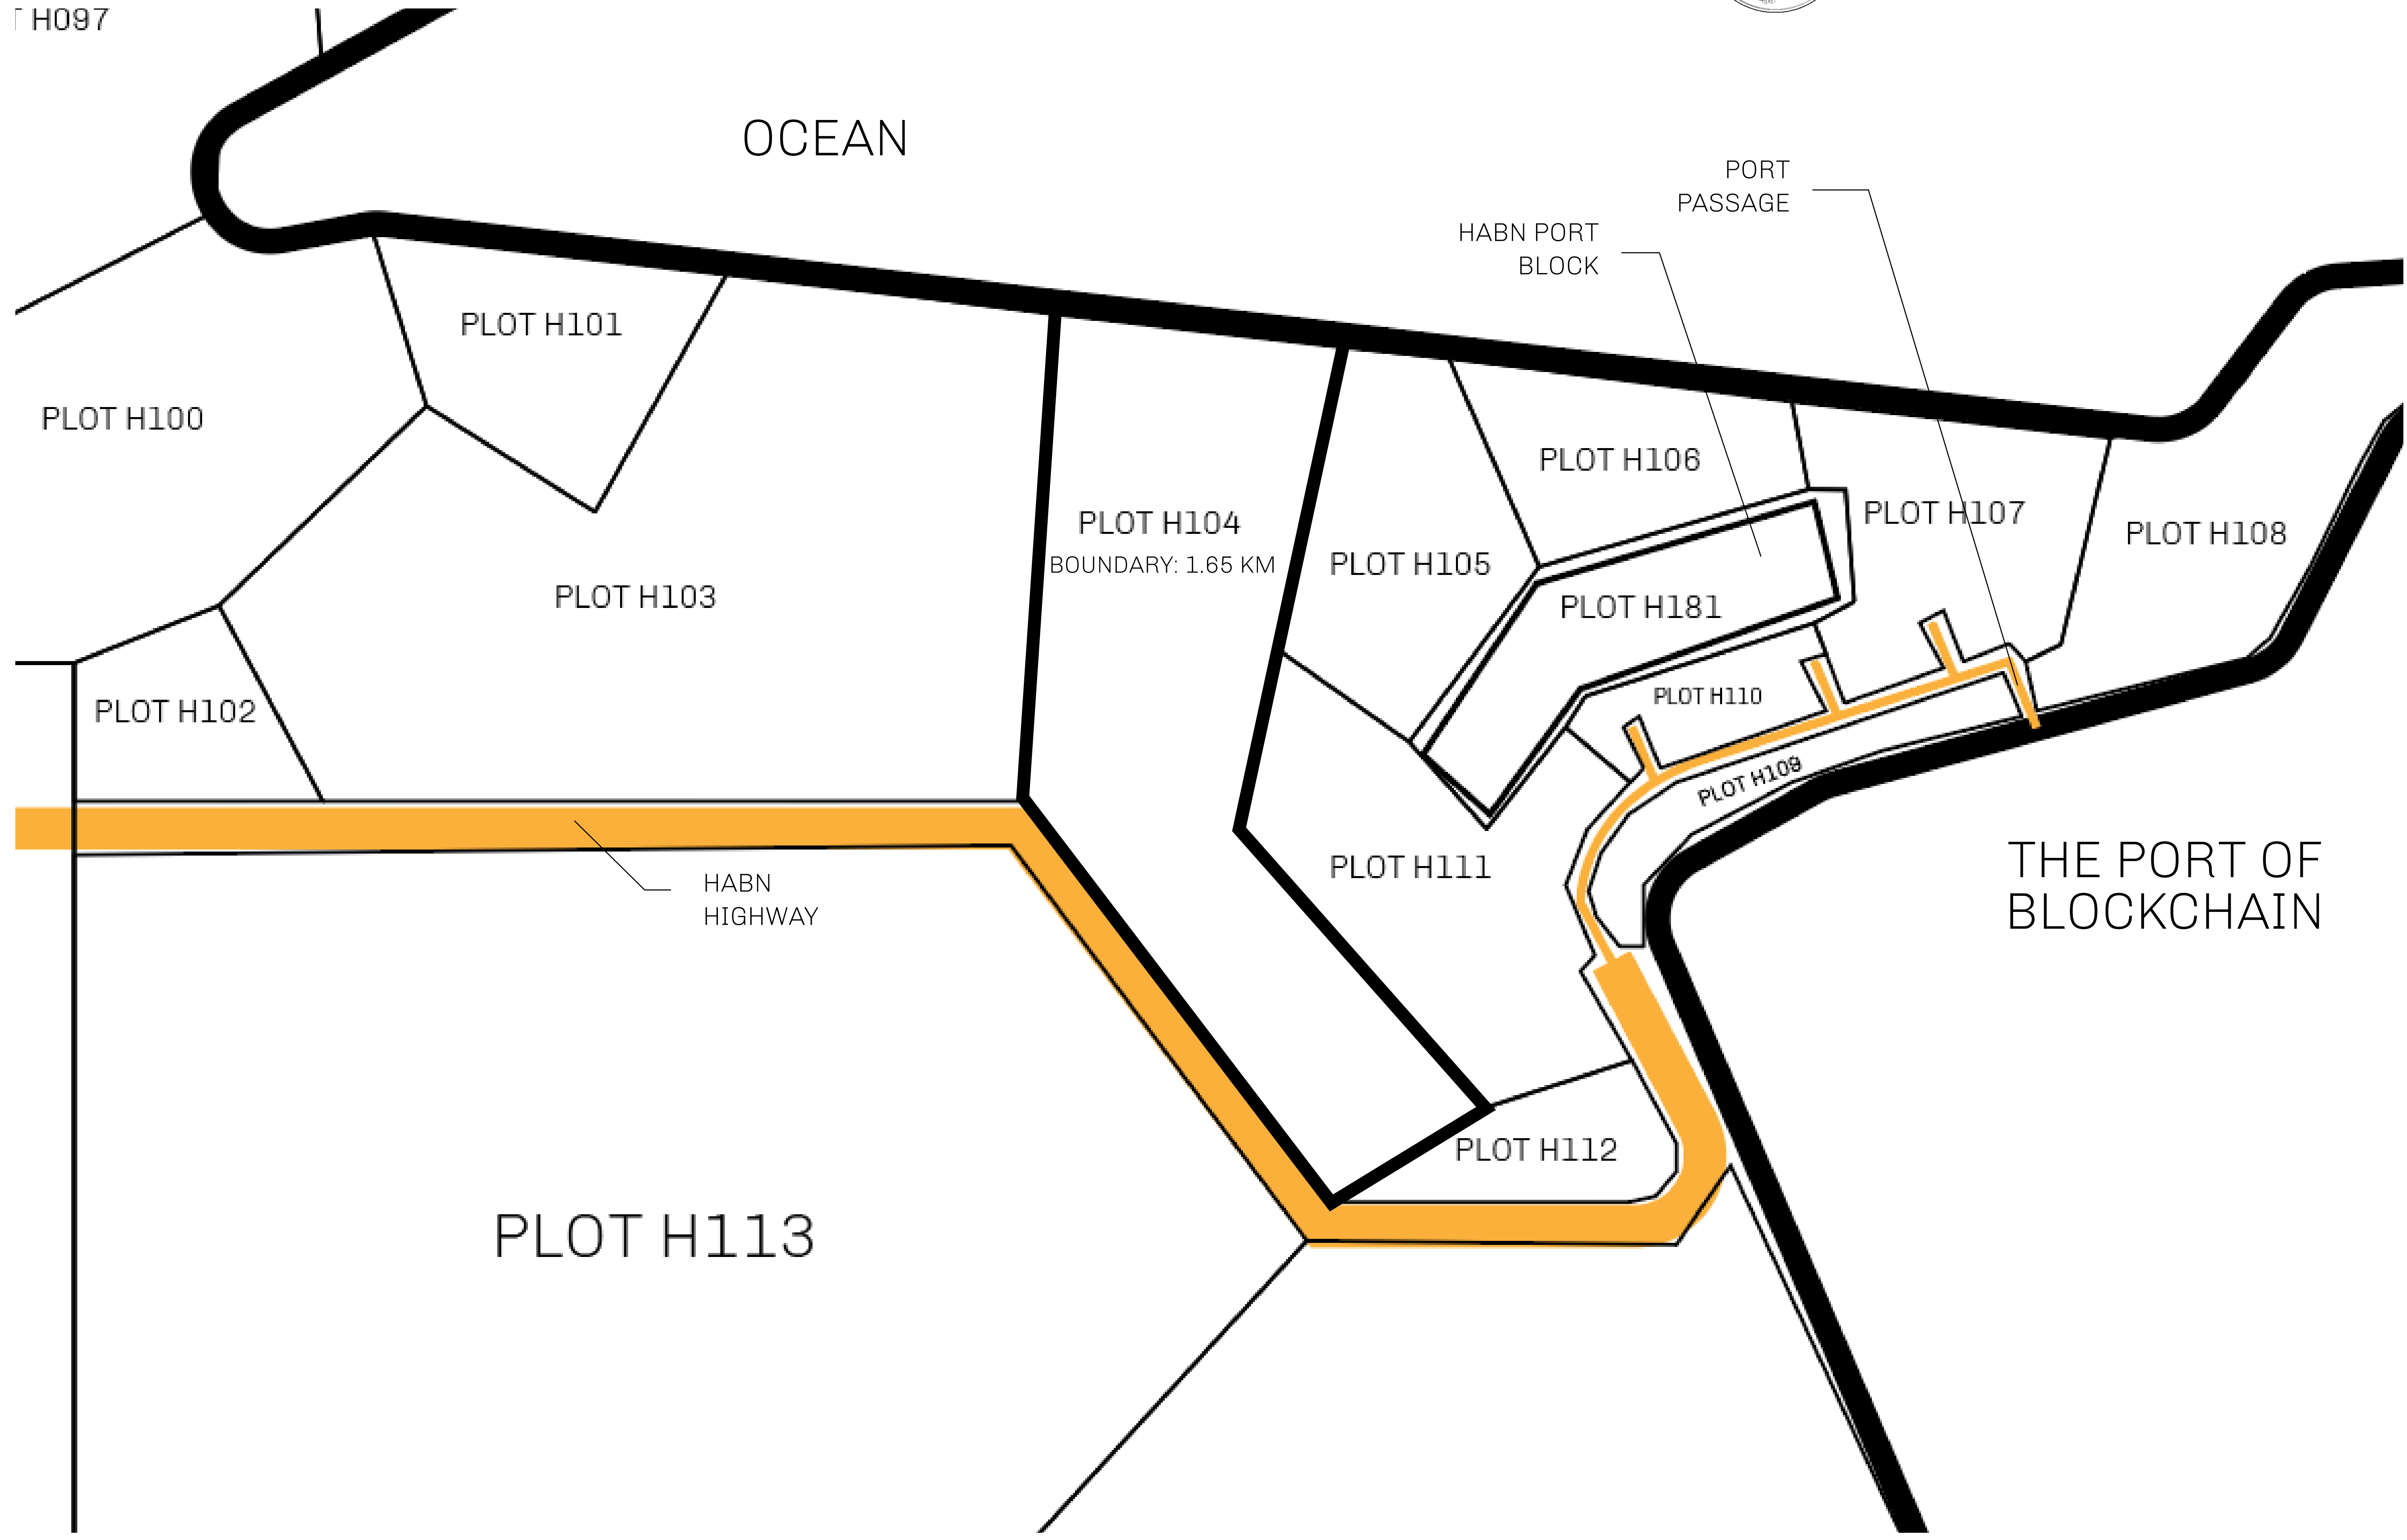 H097
OCEAN
PORT
PASSAGE
HABN PORT
BLOCK
PLOT H101
PLOT H100
PLOT H106
PLOT H107
PLOT H104
BOUNDARY: 1.65 KM
PLOT H108
PLOT H105
PLOT H103
PLOT H181
PLOT H102
PLOT H110
PLOT H109
PLOT H111
HABN
HIGHWAY
THE PORT OF
BLOCKCHAIN
PLOT H112
PLOT H113